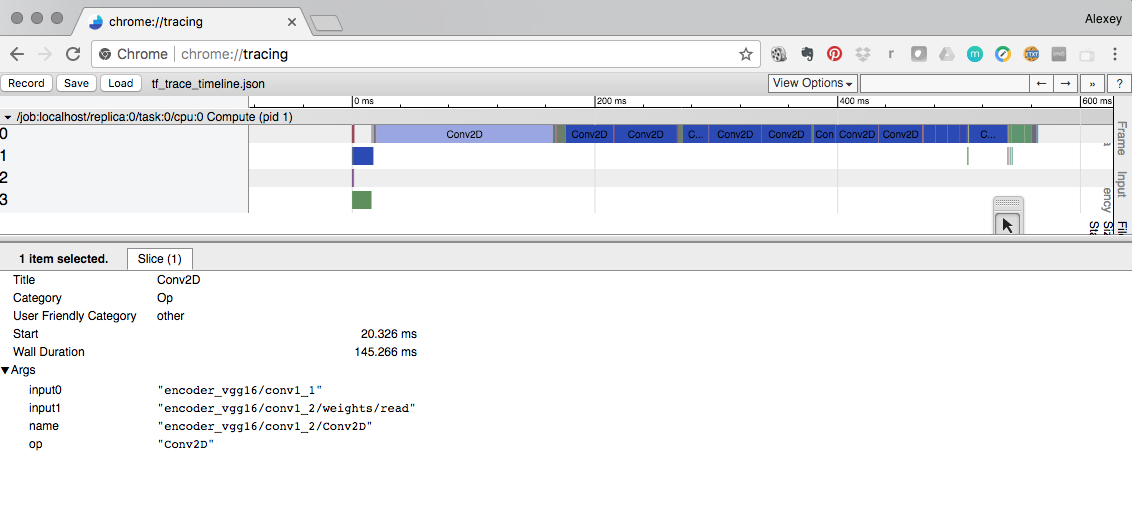 chrome://tracing
Alexey
Chrome chrome://tracing
Record Save Load tf_trace_timeline.json View Options ← → » ?
0 ms 200 ms 400 ms 600 ms
/job:localhost/replica:0/task:0/cpu:0 Compute (pid 1)
0 Conv2D Conv2D Conv2D C... Conv2D Conv2D Con Conv2D Conv2D C...
1
2
3
Frame
Input
ency
1 item selected. Slice (1)
Title Conv2D
Category Op
User Friendly Category other
Start 20.326 ms
Wall Duration 145.266 ms
Args
input0 "encoder_vgg16/conv1_1"
input1 "encoder_vgg16/conv1_2/weights/read"
name "encoder_vgg16/conv1_2/Conv2D"
op "Conv2D"